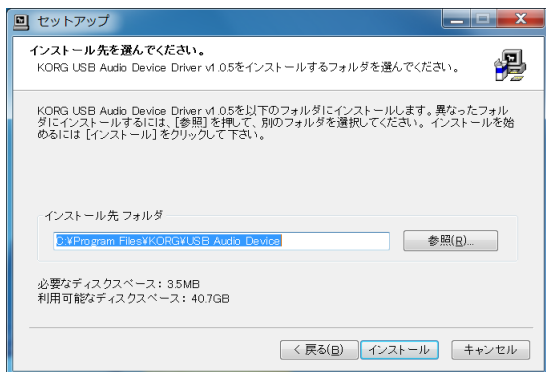 セットアップ
インストール先を選んでください。
KORG USB Audio Device Driver v1.05をインストールするフォルダを選んでください。
KORG USB Audio Device Driver v1.05を以下のフォルダにインストールします。異なったフォル
ダにインストールするには、[参照] を押して、別のフォルダを選択してください。インストールを始
めるには [インストール] をクリックして下さい。
インストール先 フォルダ
C:¥Program Files¥KORG¥USB Audio Device
参照(R)...
必要なディスクスペース: 3.5MB
利用可能なディスクスペース: 40.7GB
< 戻る(B)
インストール
キャンセル